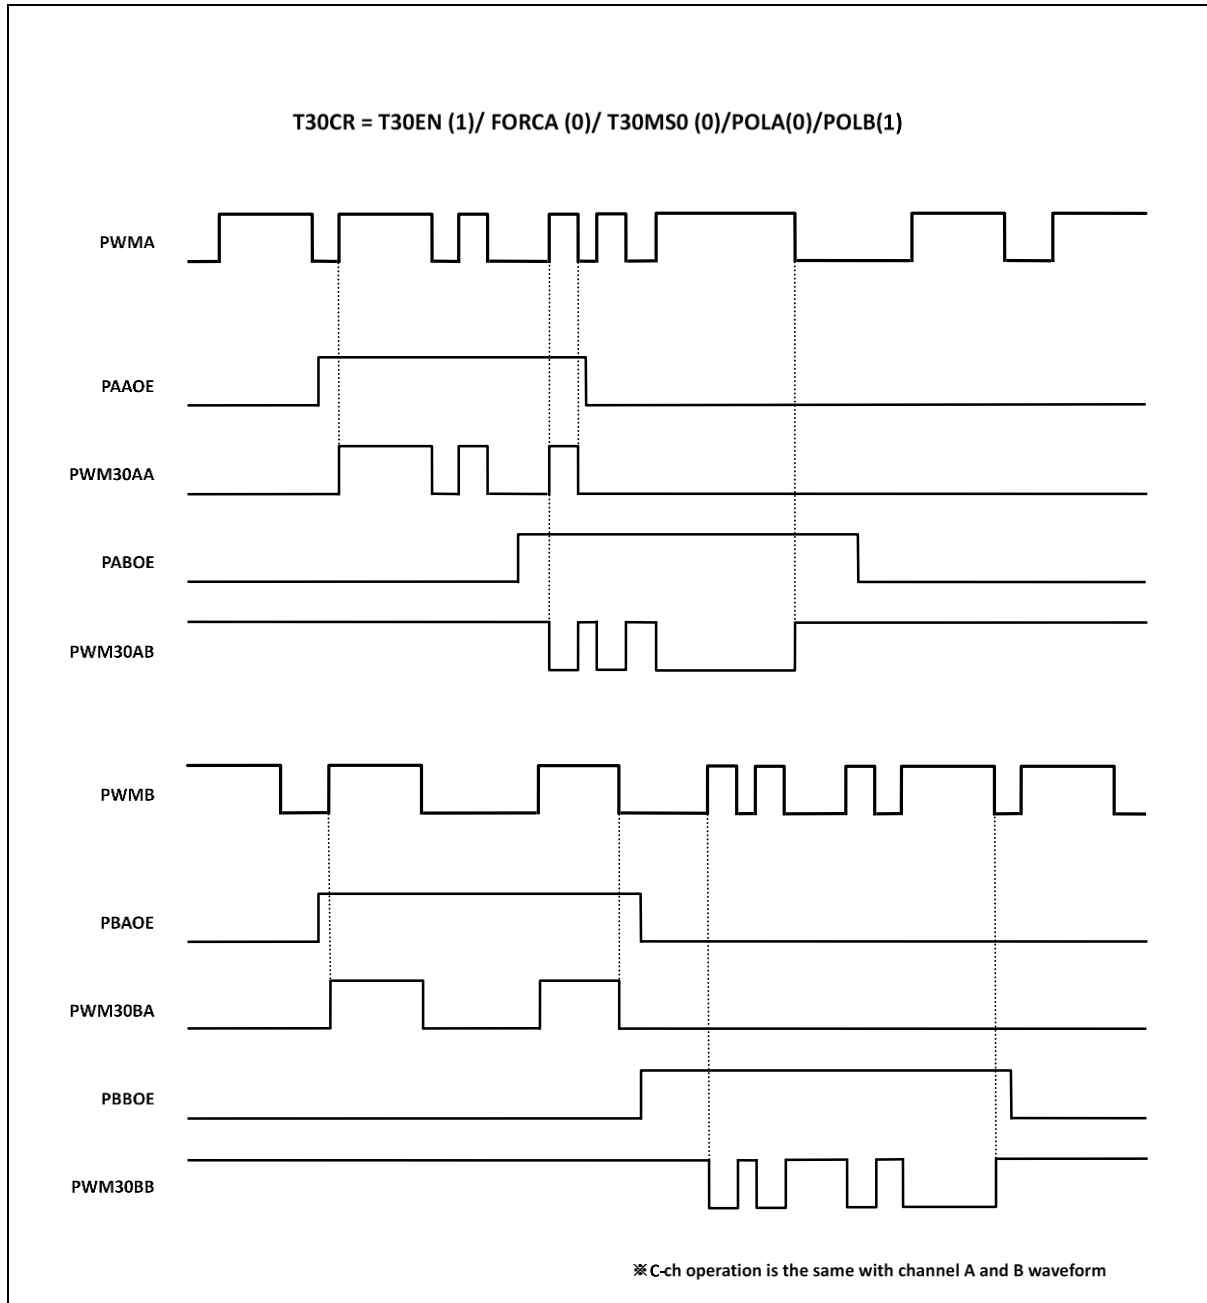 T30CR = T30EN (1)/ FORCA (0)/ T30MS0 (0)/POLA(0)/POLB(1)
PWMA
PAAOE
PWM30AA
PABOE
PWM30AB
PWMB
PBAOE
PWM30BA
PBBOE
PWM30BB
※C-ch operation is the same with channel A and B waveform